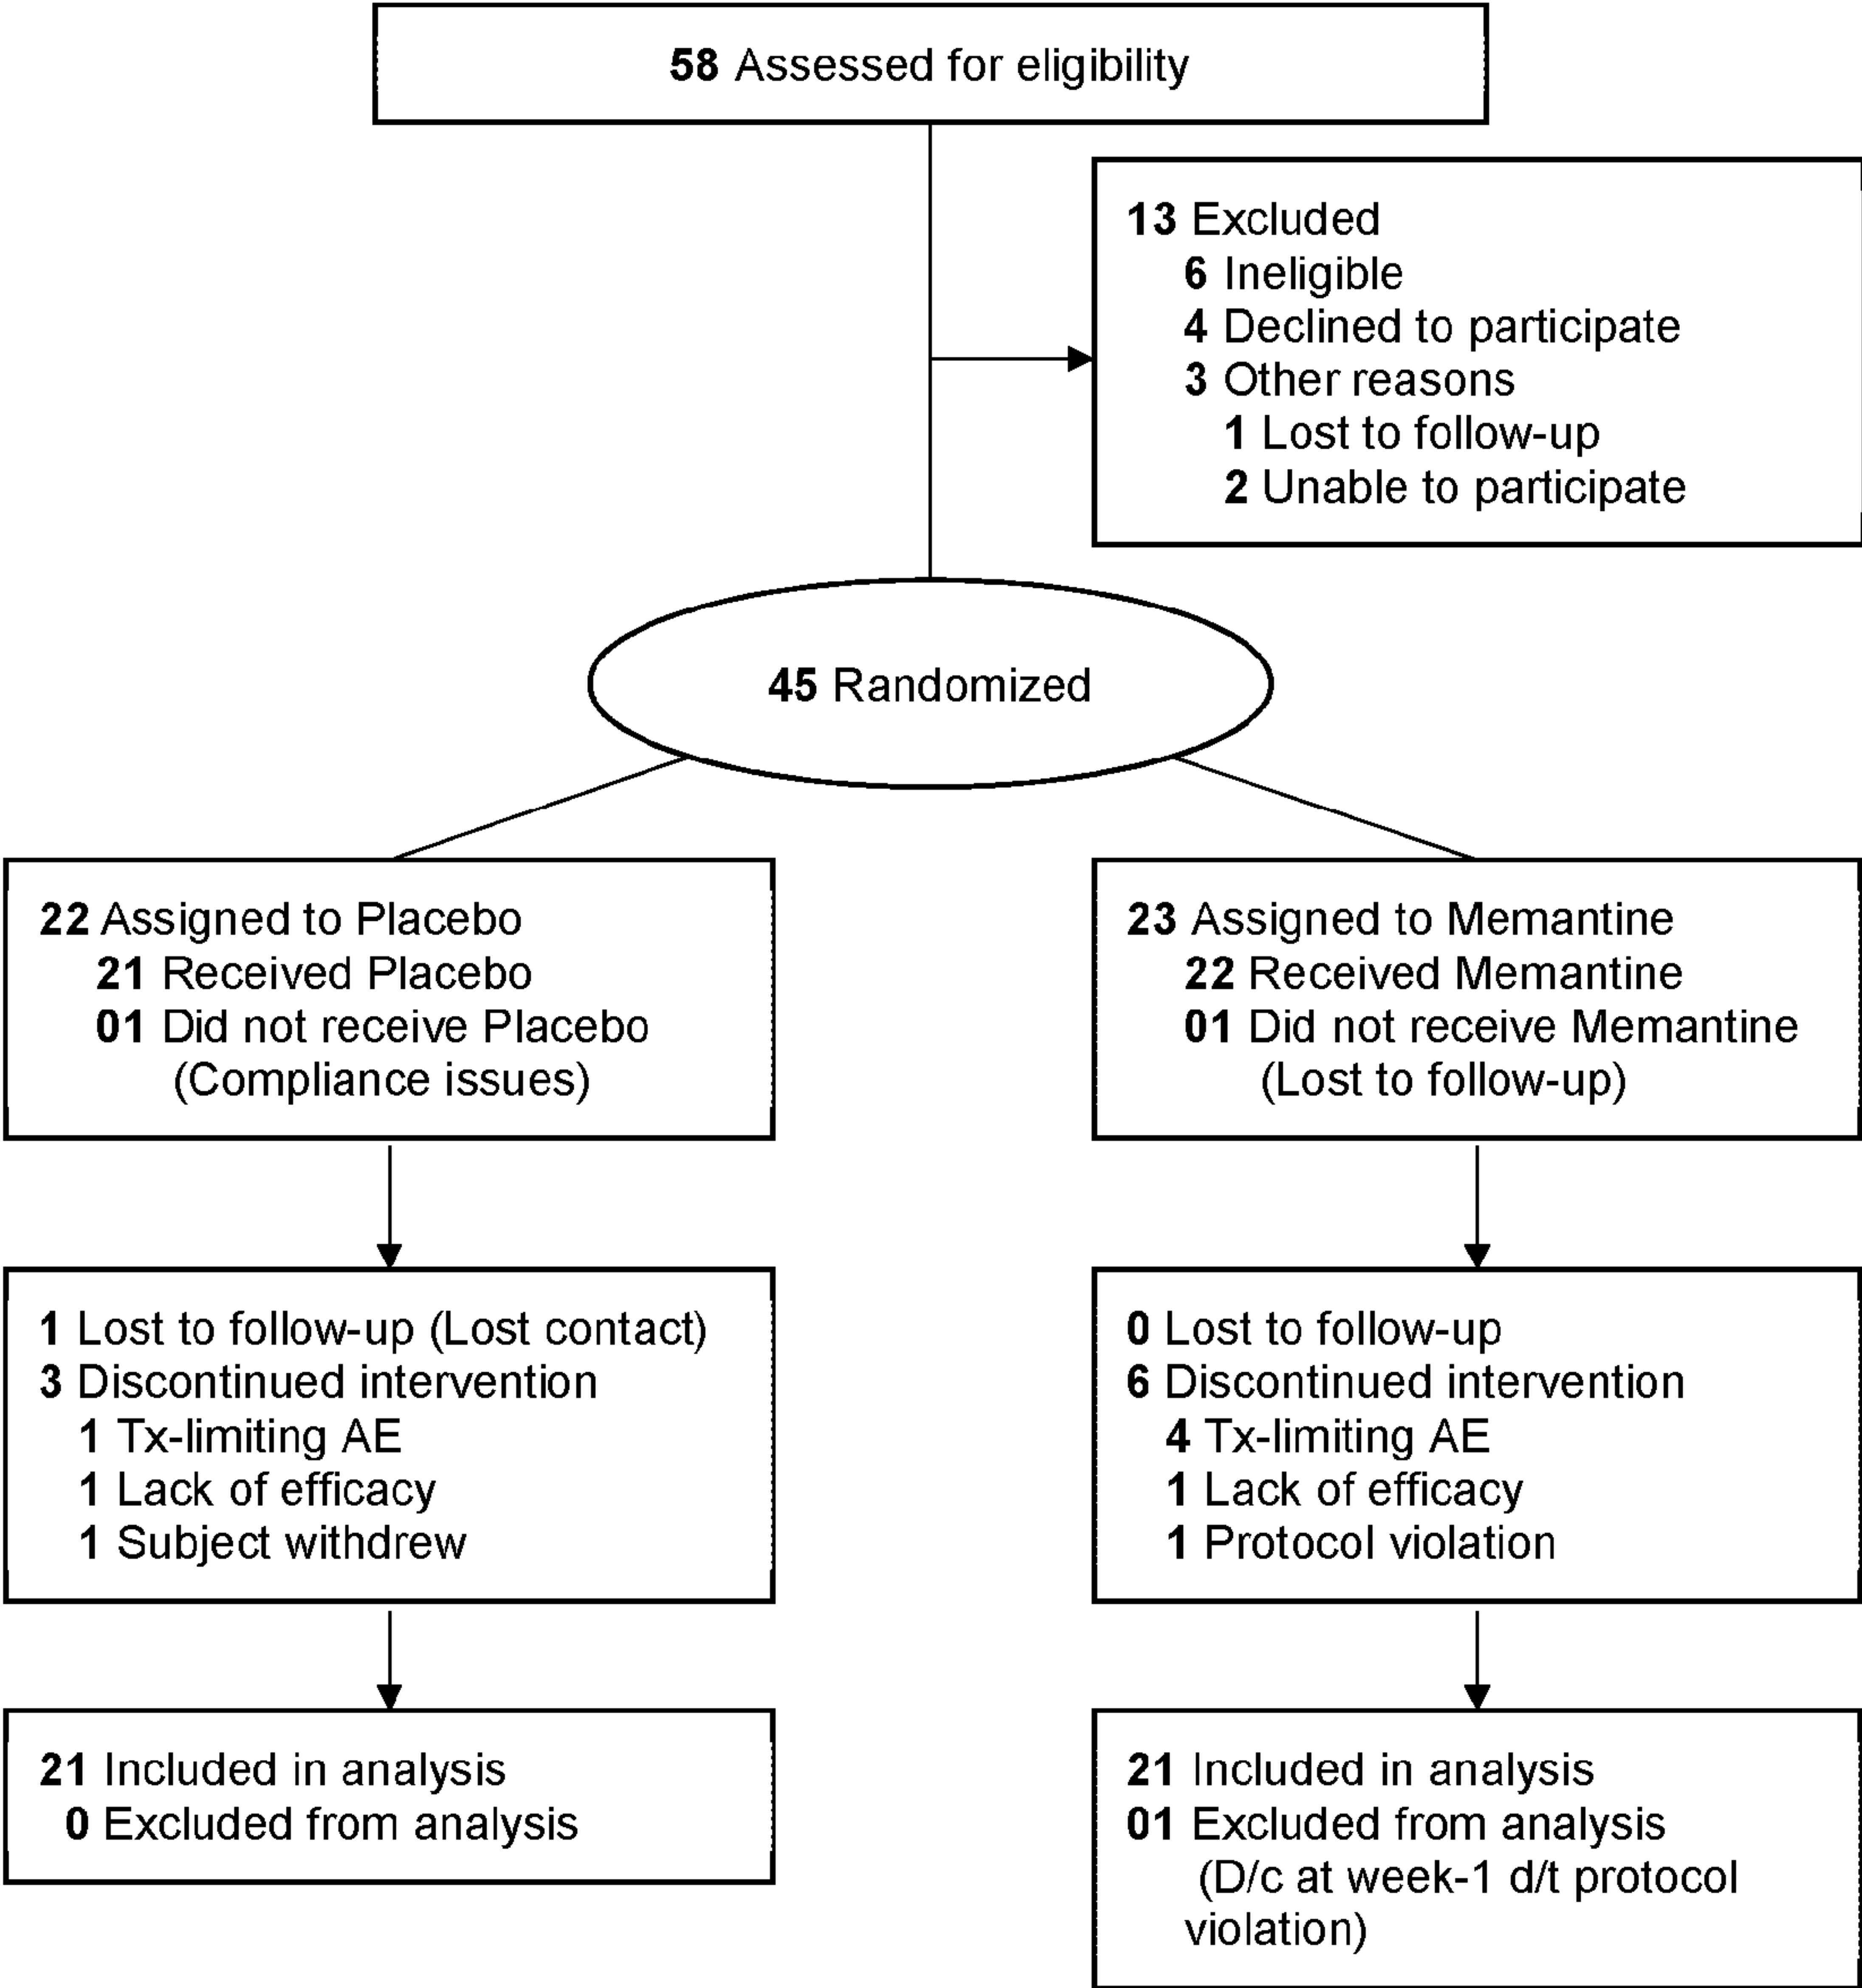 58 Assessed for eligibility
13 Excluded
6 Ineligible
4 Declined to participate
3 Other reasons
1 Lost to follow-up
2 Unable to participate
45 Randomized
22 Assigned to Placebo
21 Received Placebo
01 Did not receive Placebo
(Compliance issues)
23 Assigned to Memantine
22 Received Memantine
01 Did not receive Memantine
(Lost to follow-up)
1 Lost to follow-up (Lost contact)
3 Discontinued intervention
1 Tx-limiting AE
1 Lack of efficacy
1 Subject withdrew
0 Lost to follow-up
6 Discontinued intervention
4 Tx-limiting AE
1 Lack of efficacy
1 Protocol violation
21 Included in analysis
0 Excluded from analysis
21 Included in analysis
01 Excluded from analysis
(D/c at week-1 d/t protocol
violation)